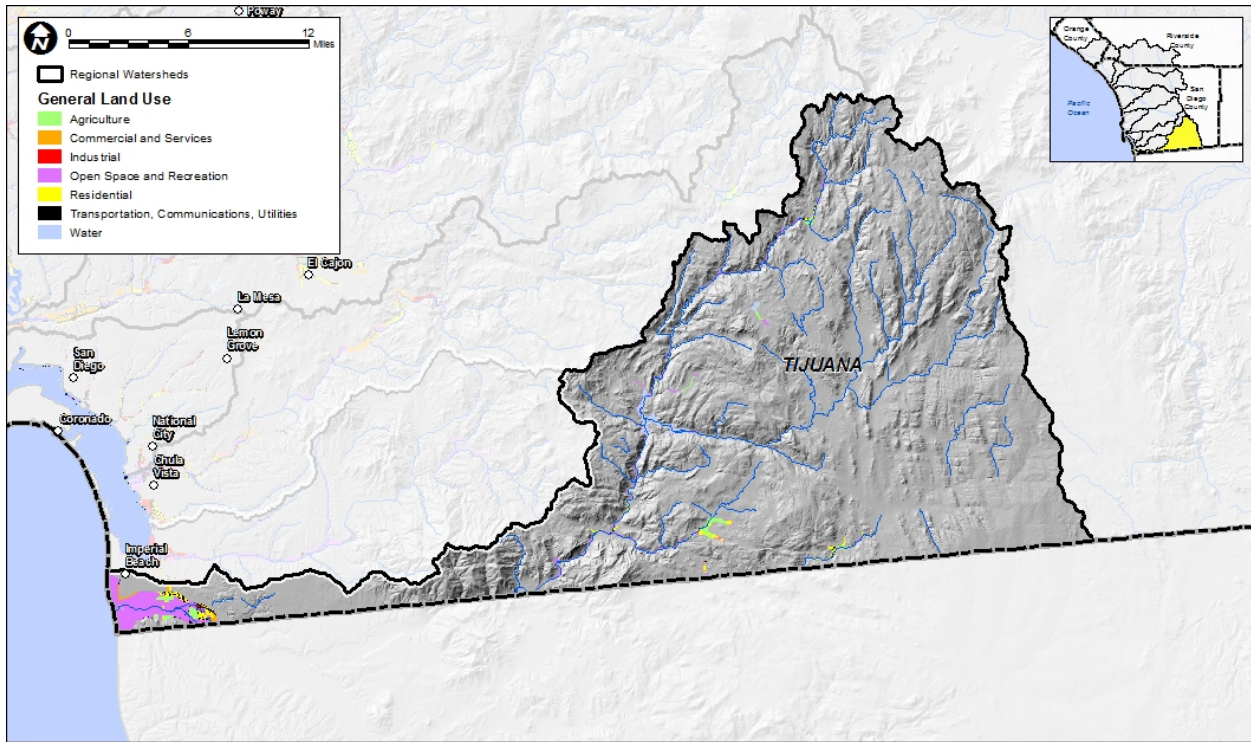 Poway
N
0 6 12
Miles
Regional Watersheds
General Land Use
Agriculture
Commercial and Services
Industrial
Open Space and Recreation
Residential
Transportation, Communications, Utilities
Water
Orange
County
Riverside
County
San
Diego
County
Pacific
Ocean
El Cajon
La Mesa
Lemon
Grove
San
Diego
Coronado
National
City
Chula
Vista
Imperial
Beach
TIJUANA